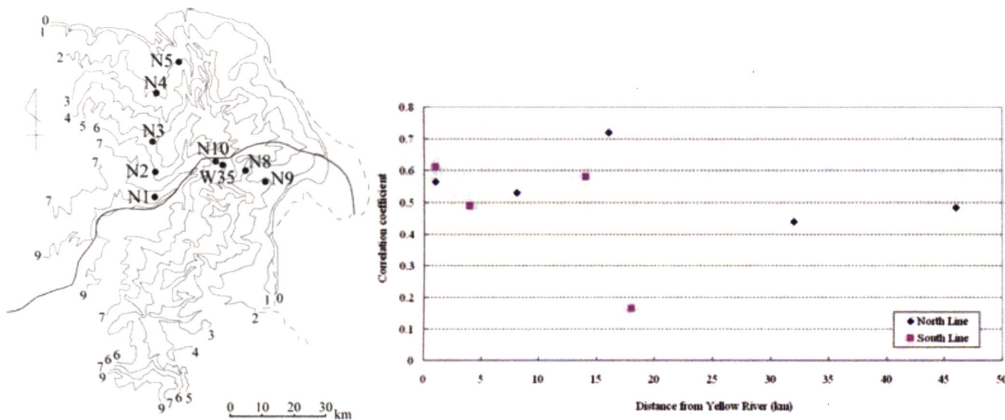 0
1
2
3
4
5
6
7
7
7
9
9
7
6 6
7
9
9 7 6 5
4
3
2
1 0
N5
N4
N3
N2
N1
N10
W35
N8
N9
0 10 20 30 km
Correlation coefficient
0.8
0.7
0.6
0.5
0.4
0.3
0.2
0.1
0
0 5 10 15 20 25 30 35 40 45 50
Distance from Yellow River (km)
North Line
South Line